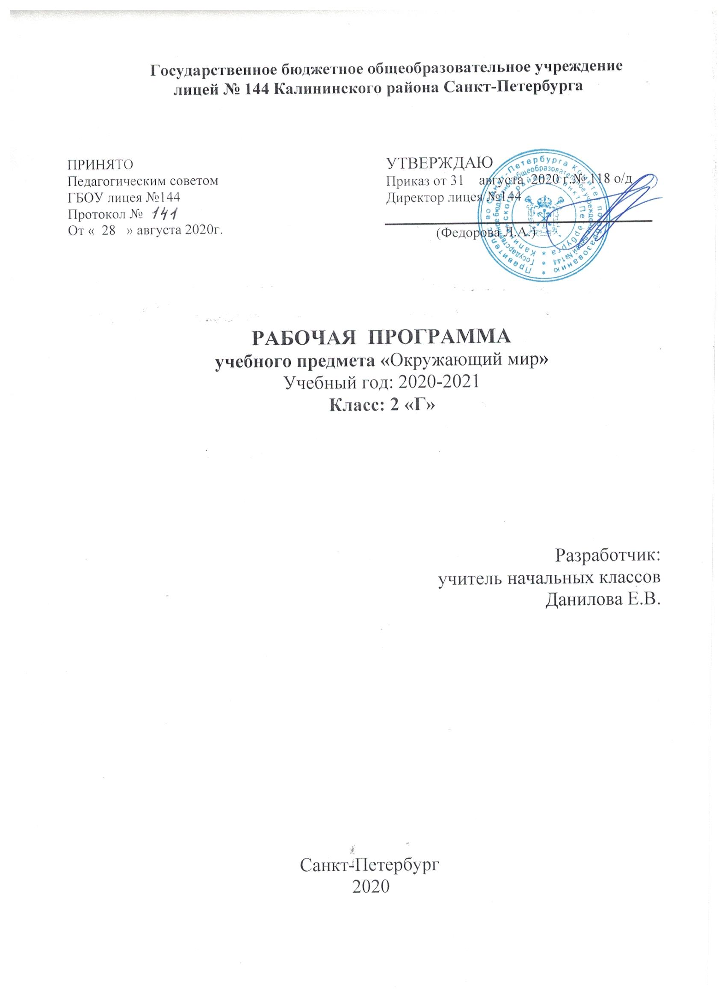 Государственное бюджетное общеобразовательное учреждение
лицей № 144 Калининского района Санкт-Петербурга
ПРИНЯТО
Педагогическим советом
ГБОУ лицея №144
Протокол № 141
От « 28 » августа 2020г.
УТВЕРЖДАЮ
Приказ от 31 августа 2020 г.№ 118 о/д
Директор лицея №144
(Федорова Л.А.)
Правительство Санкт-Петербурга Комитет по образованию *
Государственное бюджетное общеобразовательное учреждение лицей №144 *
Калининского района Санкт-Петербурга *
РАБОЧАЯ ПРОГРАММА
учебного предмета «Окружающий мир»
Учебный год: 2020-2021
Класс: 2 «Г»
Разработчик:
учитель начальных классов
Данилова Е.В.
Санкт-Петербург
2020